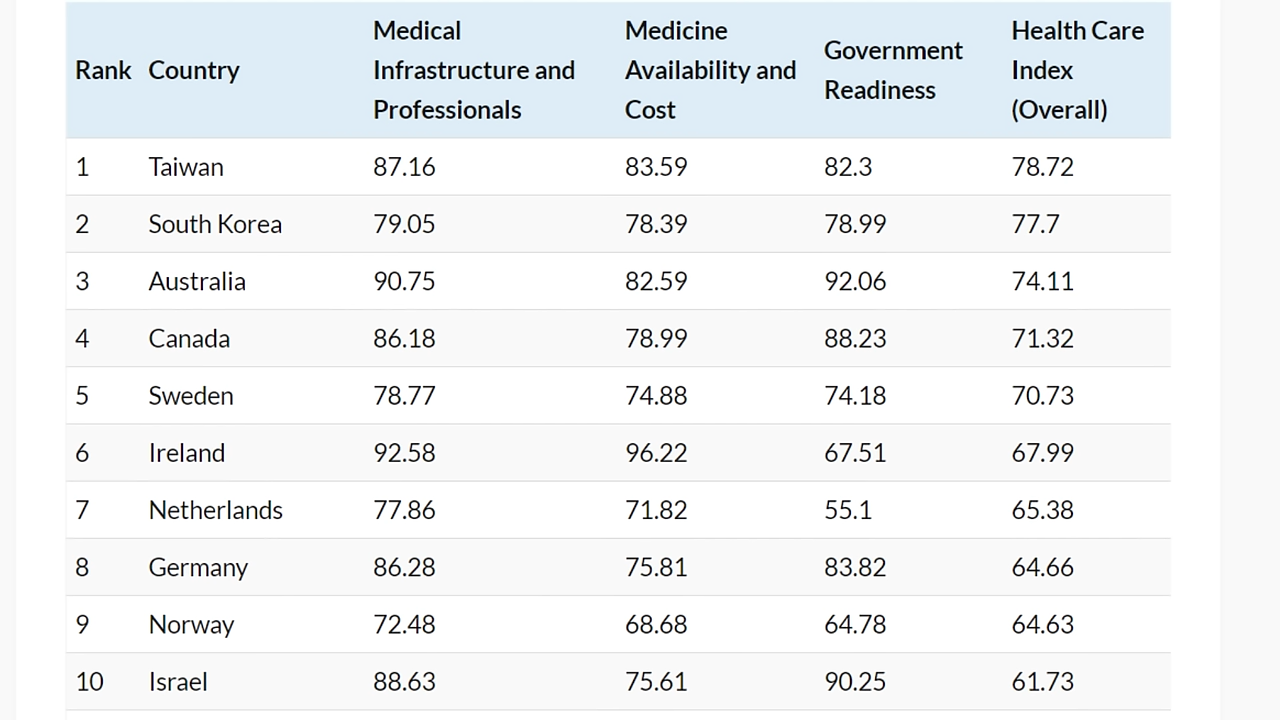 Rank Country Medical Infrastructure and Professionals Medicine Availability and Cost Government Readiness Health Care Index (Overall)
1 Taiwan 87.16 83.59 82.3 78.72
2 South Korea 79.05 78.39 78.99 77.7
3 Australia 90.75 82.59 92.06 74.11
4 Canada 86.18 78.99 88.23 71.32
5 Sweden 78.77 74.88 74.18 70.73
6 Ireland 92.58 96.22 67.51 67.99
7 Netherlands 77.86 71.82 55.1 65.38
8 Germany 86.28 75.81 83.82 64.66
9 Norway 72.48 68.68 64.78 64.63
10 Israel 88.63 75.61 90.25 61.73